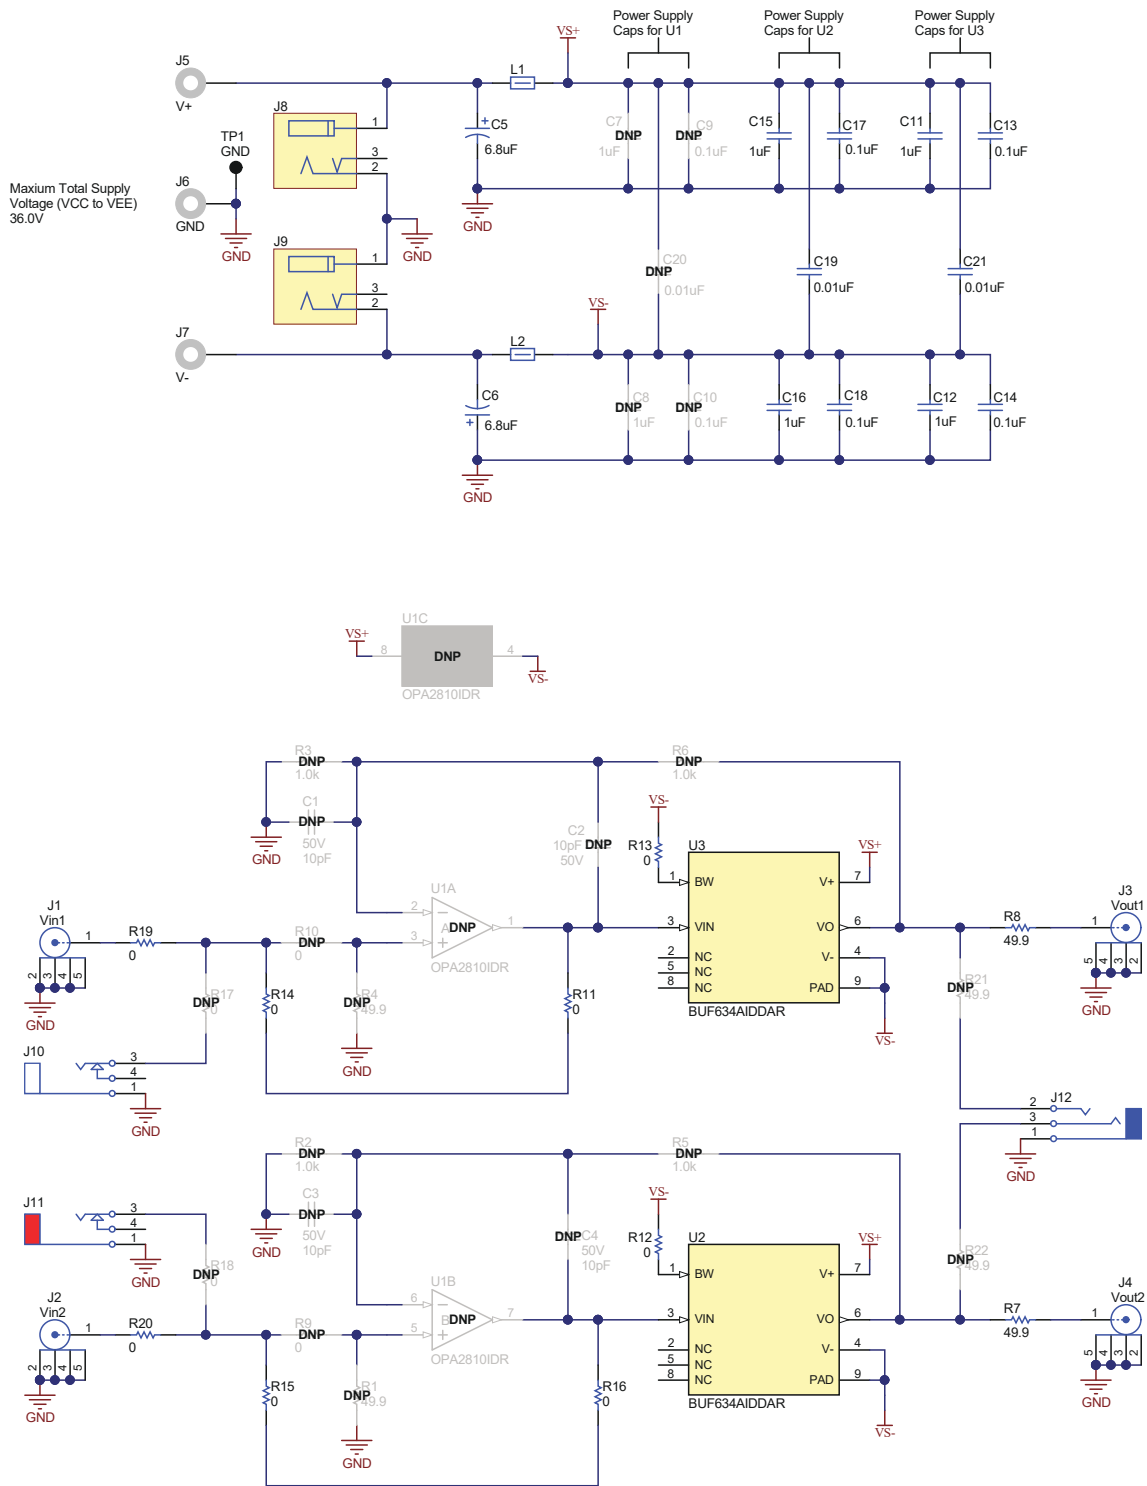 Power Supply
Caps for U1
Power Supply
Caps for U2
Power Supply
Caps for U3
VS+
J5
V+
L1
J8
1
3
2
TP1
GND
C5
+
6.8uF
C7
DNP
1uF
C9
DNP
0.1uF
C15
1uF
C17
0.1uF
C11
1uF
C13
0.1uF
Maxium Total Supply
Voltage (VCC to VEE)
36.0V
J6
GND
GND
GND
GND
J9
1
3
2
C20
DNP
0.01uF
C19
0.01uF
C21
0.01uF
VS-
J7
V-
L2
C6
+
6.8uF
C8
DNP
1uF
C10
DNP
0.1uF
C16
1uF
C18
0.1uF
C12
1uF
C14
0.1uF
GND
U1C
VS+
8
DNP
4
VS-
OPA2810IDR
R3
DNP
1.0k
R6
DNP
1.0k
C1
DNP
50V
10pF
GND
C2
10pF
DNP
50V
VS-
R13
0
U3
VS+
1
BW
V+
7
3
VIN
VO
6
2
NC
V-
4
5
NC
8
NC
PAD
9
BUF634AIDDAR
VS-
U1A
2
A
DNP
1
3
OPA2810IDR
J1
Vin1
1
R19
0
R10
DNP
0
2
3
4
5
GND
R17
DNP
0
R14
0
R4
DNP
49.9
GND
R11
0
J10
3
4
1
GND
R8
49.9
J3
Vout1
1
5
4
3
2
GND
R21
DNP
49.9
J12
2
3
1
GND
R2
DNP
1.0k
R5
DNP
1.0k
C3
DNP
50V
10pF
GND
C4
DNP
50V
10pF
VS-
R12
0
U2
VS+
1
BW
V+
7
3
VIN
VO
6
2
NC
V-
4
5
NC
8
NC
PAD
9
BUF634AIDDAR
VS-
J11
3
4
1
GND
R18
DNP
0
U1B
6
B
DNP
7
5
OPA2810IDR
J2
Vin2
1
R20
0
R9
DNP
0
2
3
4
5
GND
R15
0
R1
DNP
49.9
GND
R16
0
R22
DNP
49.9
R7
49.9
J4
Vout2
1
5
4
3
2
GND